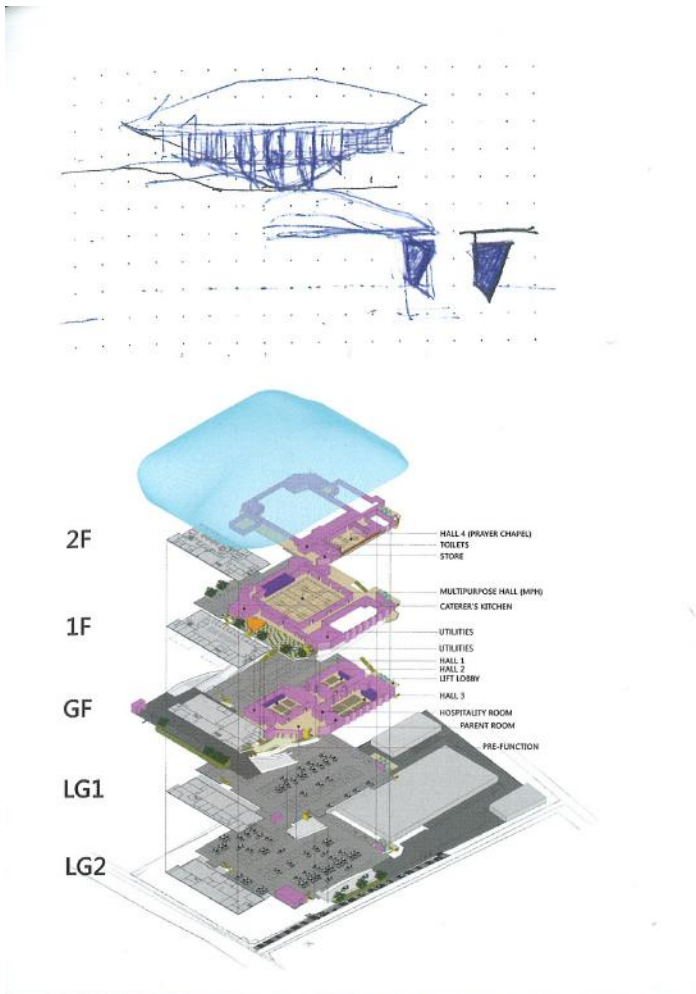 2F
HALL 4 (PRAYER CHAPEL)
TOILETS
STORE
MULTIPURPOSE HALL (MPH)
CATERER'S KITCHEN
1F
UTILITIES
UTILITIES
HALL 1
HALL 2
LIFT LOBBY
HALL 3
GF
HOSPITALITY ROOM
PARENT ROOM
PRE-FUNCTION
LG1
LG2